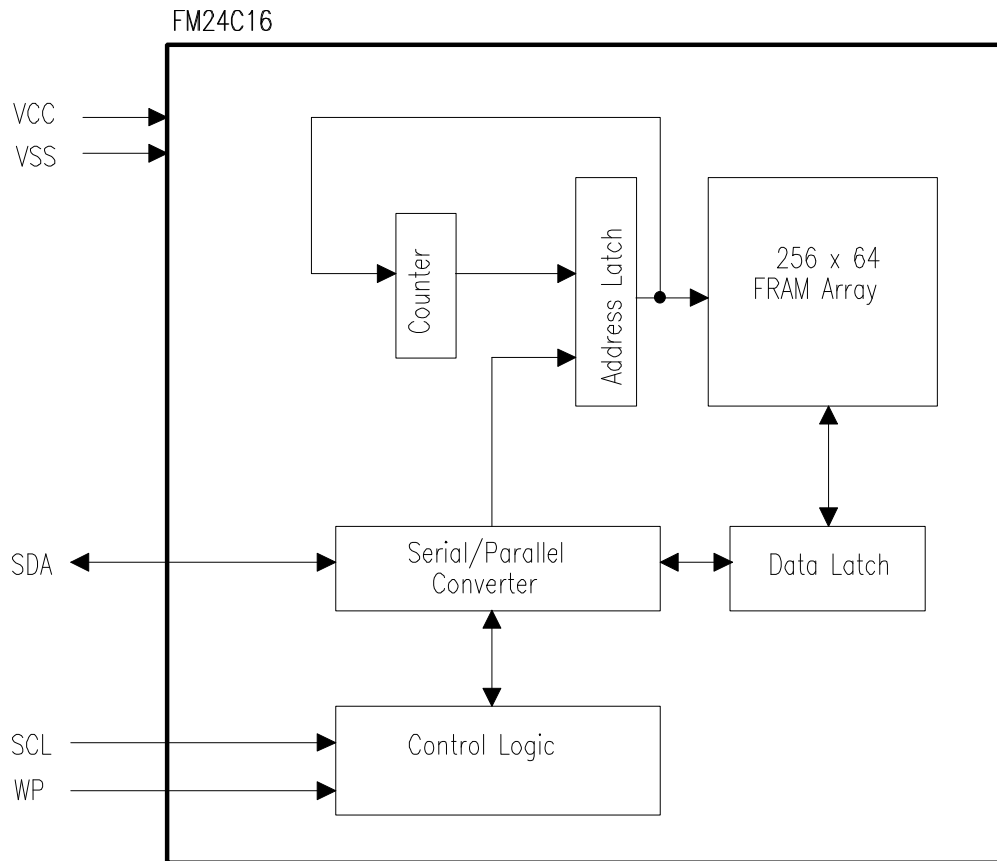 FM24C16
VCC
VSS
Counter
Address Latch
256 x 64
FRAM Array
SDA
Serial/Parallel
Converter
Data Latch
SCL
WP
Control Logic